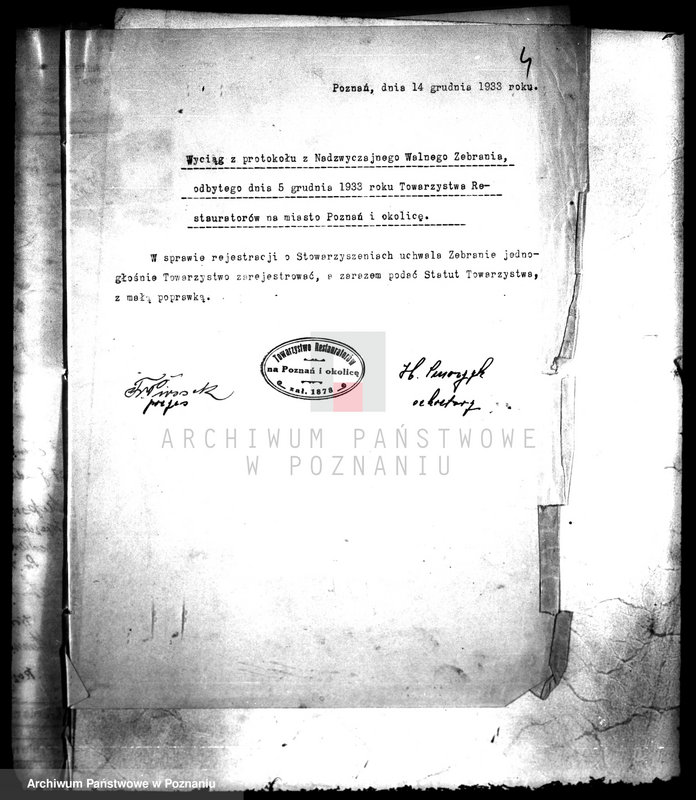 4
Poznań, dnia 14 grudnia 1933 roku.
Wyciąg z protokołu z Nadzwyczajnego Walnego Zebrania,
odbytego dnia 5 grudnia 1933 roku Towarzystwa Re-
stauratorów na miasto Poznań i okolicę.
W sprawie rejestracji o Stowarzyszeniach uchwala Zebranie jedno-
głośnie Towarzystwo zarejestrować, a zarazem podać Statut Towarzystwa,
z małą poprawką.
Towarzystwo Restauratorów
na Poznań i okolicę
zał. 1878
prezes
sekretarz
ARCHIWUM PAŃSTWOWE
W POZNANIU
Archiwum Państwowe w Poznaniu